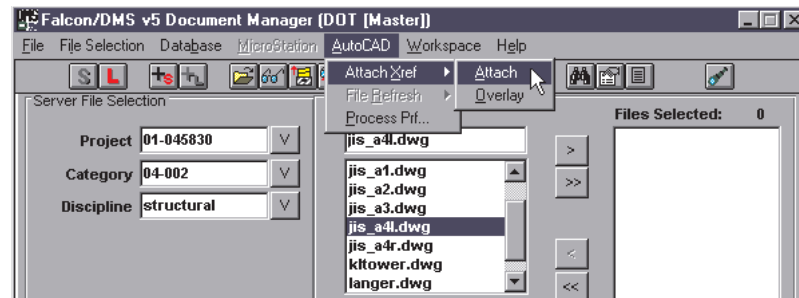 Falcon/DMS v5 Document Manager (DOT [Master])
File File Selection Database MicroStation AutoCAD Workspace Help
S L +s +h
Attach Xref Attach
File Refresh Overlay
Process Prf...
Server File Selection
Files Selected: 0
Project 01-045830 V
jis_a4l.dwg
>
Category 04-002 V
jis_a1.dwg
>>
jis_a2.dwg
Discipline structural V
jis_a3.dwg
jis_a4l.dwg
jis_a4r.dwg
<
kltower.dwg
langer.dwg
<<